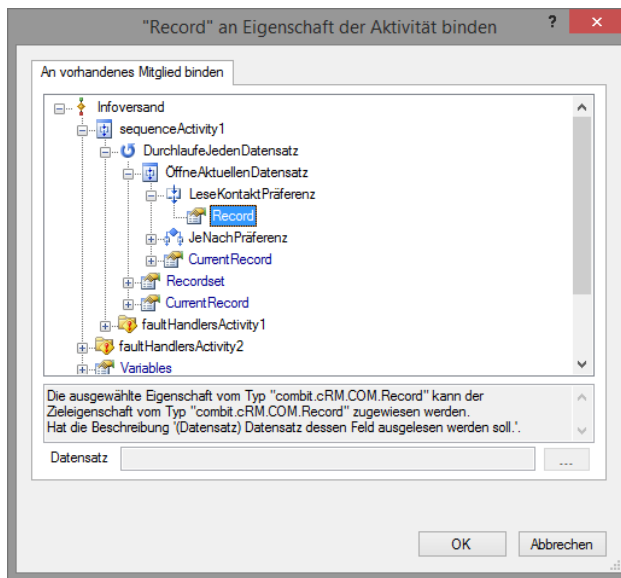 "Record" an Eigenschaft der Aktivität binden
?
×
An vorhandenes Mitglied binden
Infoversand
sequenceActivity1
DurchlaufeJedenDatensatz
ÖffneAktuellenDatensatz
LeseKontaktPräferenz
Record
JeNachPräferenz
CurrentRecord
Recordset
CurrentRecord
faultHandlersActivity1
faultHandlersActivity2
Variables
Die ausgewählte Eigenschaft vom Typ "combit.cRM.COM.Record" kann der
Zieleigenschaft vom Typ "combit.cRM.COM.Record" zugewiesen werden.
Hat die Beschreibung '(Datensatz) Datensatz dessen Feld ausgelesen werden soll.'.
Datensatz
...
OK
Abbrechen